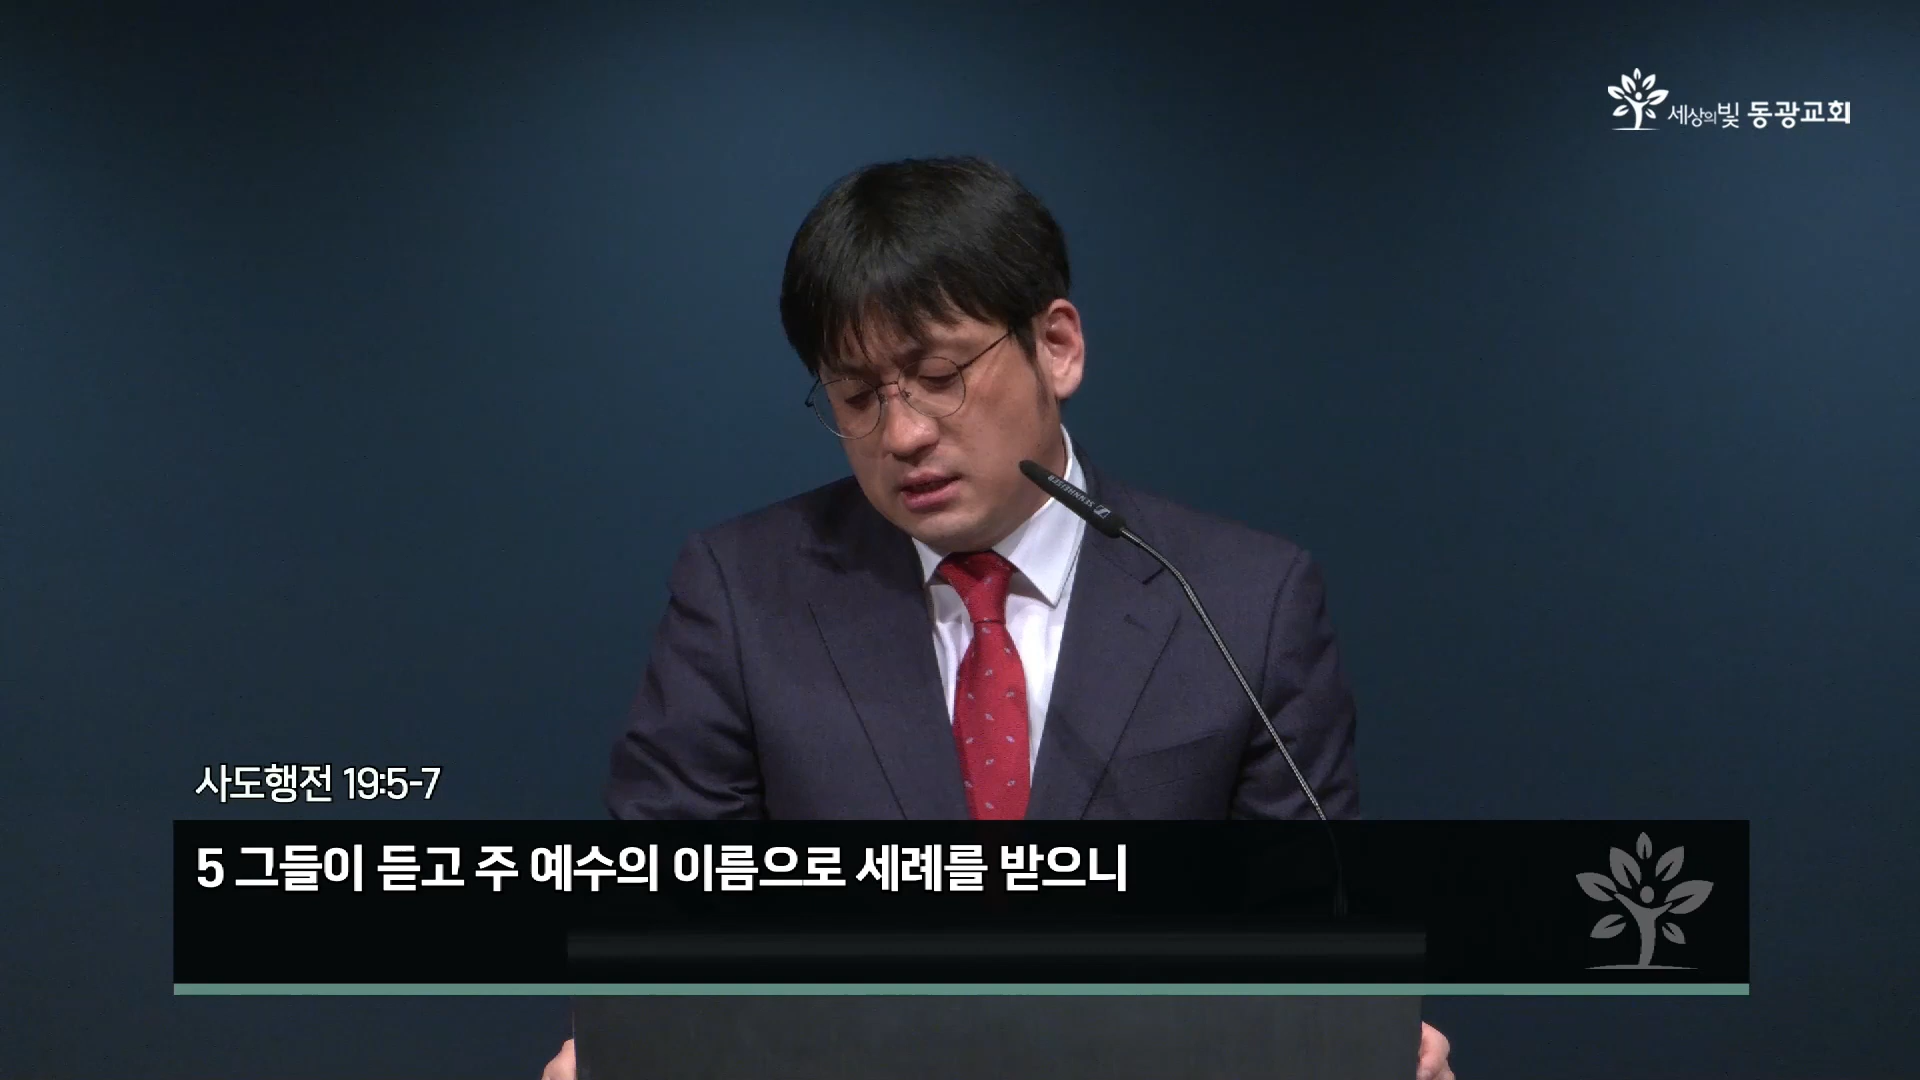 세상의빛 동광교회
SENNHEISER
사도행전 19:5-7
5 그들이 듣고 주 예수의 이름으로 세례를 받으니